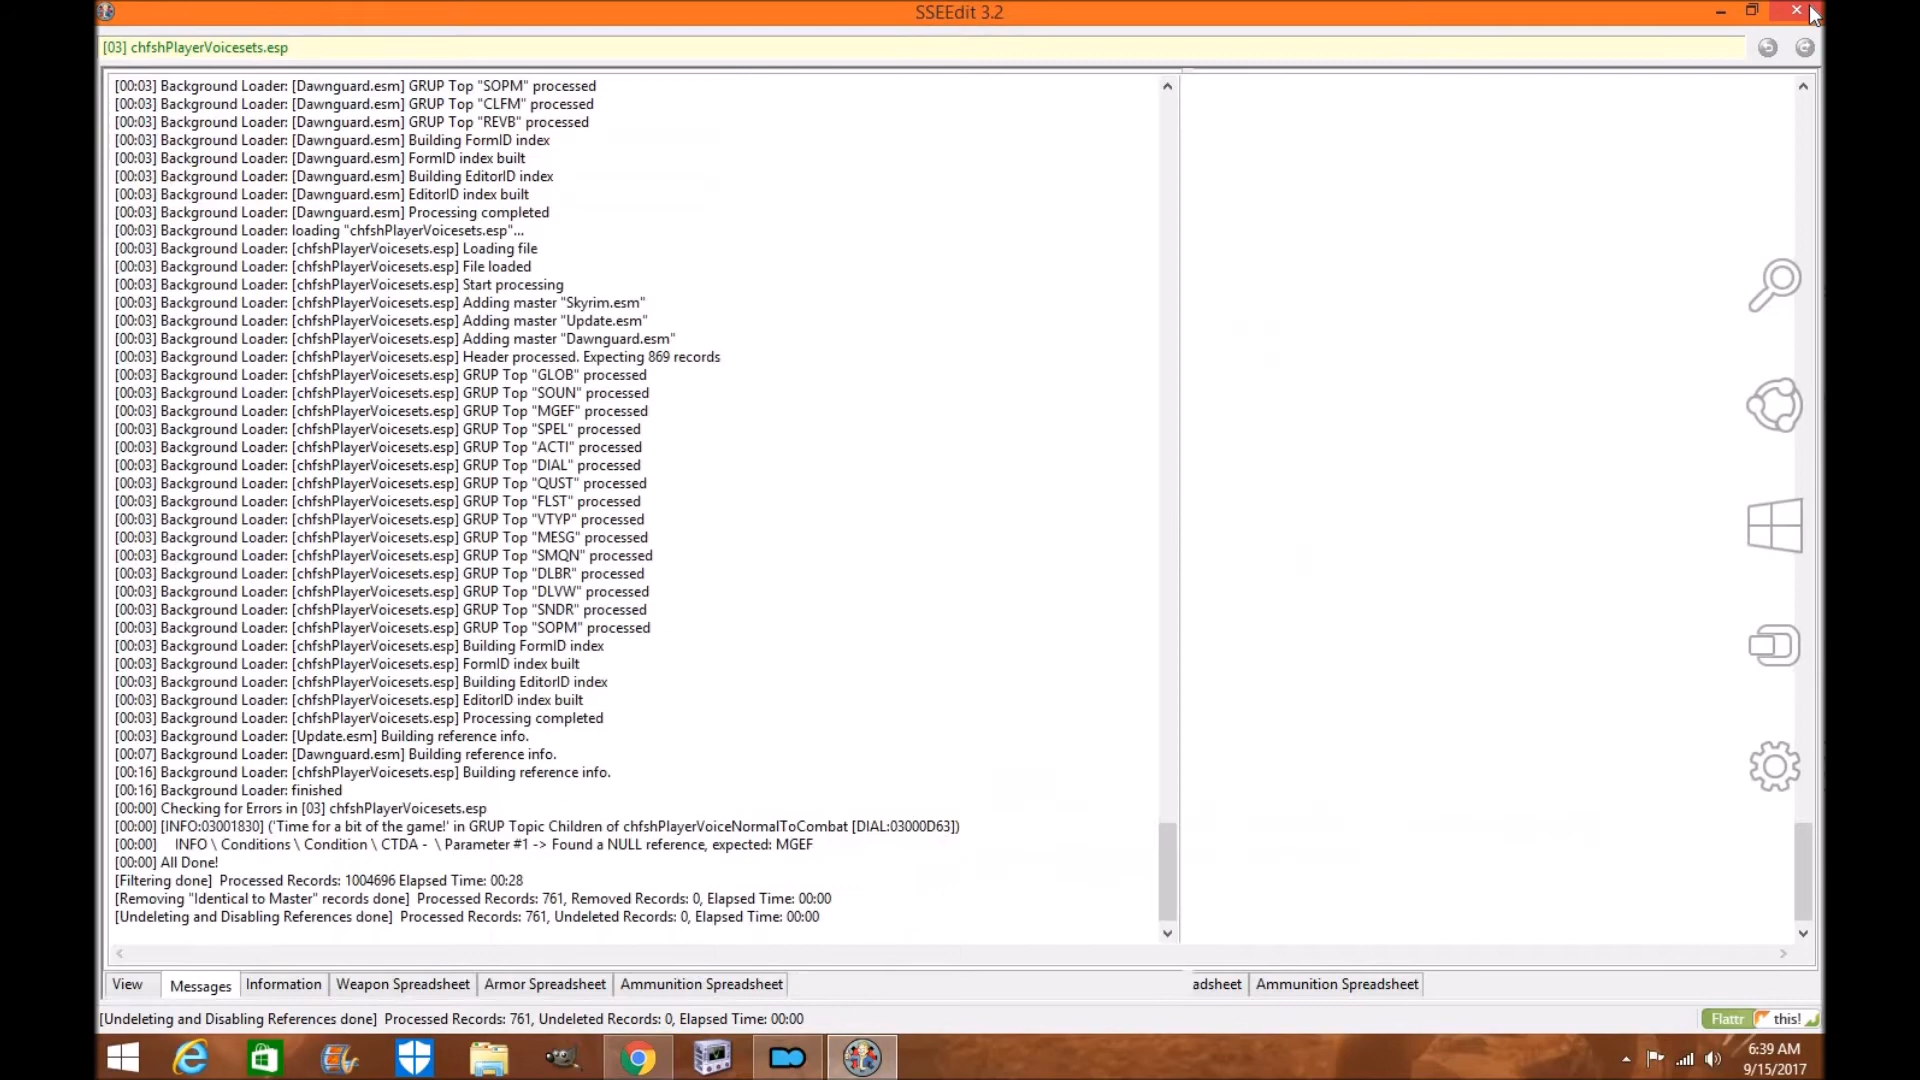 SSEEdit 3.2
[03] chfshPlayerVoicesets.esp
[00:03] Background Loader: [Dawnguard.esm] GRUP Top "SOPM" processed
[00:03] Background Loader: [Dawnguard.esm] GRUP Top "CLFM" processed
[00:03] Background Loader: [Dawnguard.esm] GRUP Top "REVB" processed
[00:03] Background Loader: [Dawnguard.esm] Building FormID index
[00:03] Background Loader: [Dawnguard.esm] FormID index built
[00:03] Background Loader: [Dawnguard.esm] Building EditorID index
[00:03] Background Loader: [Dawnguard.esm] EditorID index built
[00:03] Background Loader: [Dawnguard.esm] Processing completed
[00:03] Background Loader: loading "chfshPlayerVoicesets.esp"...
[00:03] Background Loader: [chfshPlayerVoicesets.esp] Loading file
[00:03] Background Loader: [chfshPlayerVoicesets.esp] File loaded
[00:03] Background Loader: [chfshPlayerVoicesets.esp] Start processing
[00:03] Background Loader: [chfshPlayerVoicesets.esp] Adding master "Skyrim.esm"
[00:03] Background Loader: [chfshPlayerVoicesets.esp] Adding master "Update.esm"
[00:03] Background Loader: [chfshPlayerVoicesets.esp] Adding master "Dawnguard.esm"
[00:03] Background Loader: [chfshPlayerVoicesets.esp] Header processed. Expecting 869 records
[00:03] Background Loader: [chfshPlayerVoicesets.esp] GRUP Top "GLOB" processed
[00:03] Background Loader: [chfshPlayerVoicesets.esp] GRUP Top "SOUN" processed
[00:03] Background Loader: [chfshPlayerVoicesets.esp] GRUP Top "MGEF" processed
[00:03] Background Loader: [chfshPlayerVoicesets.esp] GRUP Top "SPEL" processed
[00:03] Background Loader: [chfshPlayerVoicesets.esp] GRUP Top "ACTI" processed
[00:03] Background Loader: [chfshPlayerVoicesets.esp] GRUP Top "DIAL" processed
[00:03] Background Loader: [chfshPlayerVoicesets.esp] GRUP Top "QUST" processed
[00:03] Background Loader: [chfshPlayerVoicesets.esp] GRUP Top "FLST" processed
[00:03] Background Loader: [chfshPlayerVoicesets.esp] GRUP Top "VTYP" processed
[00:03] Background Loader: [chfshPlayerVoicesets.esp] GRUP Top "MESG" processed
[00:03] Background Loader: [chfshPlayerVoicesets.esp] GRUP Top "SMQN" processed
[00:03] Background Loader: [chfshPlayerVoicesets.esp] GRUP Top "DLBR" processed
[00:03] Background Loader: [chfshPlayerVoicesets.esp] GRUP Top "DLVW" processed
[00:03] Background Loader: [chfshPlayerVoicesets.esp] GRUP Top "SNDR" processed
[00:03] Background Loader: [chfshPlayerVoicesets.esp] GRUP Top "SOPM" processed
[00:03] Background Loader: [chfshPlayerVoicesets.esp] Building FormID index
[00:03] Background Loader: [chfshPlayerVoicesets.esp] FormID index built
[00:03] Background Loader: [chfshPlayerVoicesets.esp] Building EditorID index
[00:03] Background Loader: [chfshPlayerVoicesets.esp] EditorID index built
[00:03] Background Loader: [chfshPlayerVoicesets.esp] Processing completed
[00:03] Background Loader: [Update.esm] Building reference info.
[00:07] Background Loader: [Dawnguard.esm] Building reference info.
[00:16] Background Loader: [chfshPlayerVoicesets.esp] Building reference info.
[00:16] Background Loader: finished
[00:00] Checking for Errors in [03] chfshPlayerVoicesets.esp
[00:00] [INFO:03001830] ('Time for a bit of the game!' in GRUP Topic Children of chfshPlayerVoiceNormalToCombat [DIAL:03000D63])
[00:00] INFO \ Conditions \ Condition \ CTDA - \ Parameter #1 -> Found a NULL reference, expected: MGEF
[00:00] All Done!
[Filtering done] Processed Records: 1004696 Elapsed Time: 00:28
[Removing "Identical to Master" records done] Processed Records: 761, Removed Records: 0, Elapsed Time: 00:00
[Undeleting and Disabling References done] Processed Records: 761, Undeleted Records: 0, Elapsed Time: 00:00
View Messages Information Weapon Spreadsheet Armor Spreadsheet Ammunition Spreadsheet adsheet Ammunition Spreadsheet
[Undeleting and Disabling References done] Processed Records: 761, Undeleted Records: 0, Elapsed Time: 00:00
Flattr this!
6:39 AM
9/15/2017